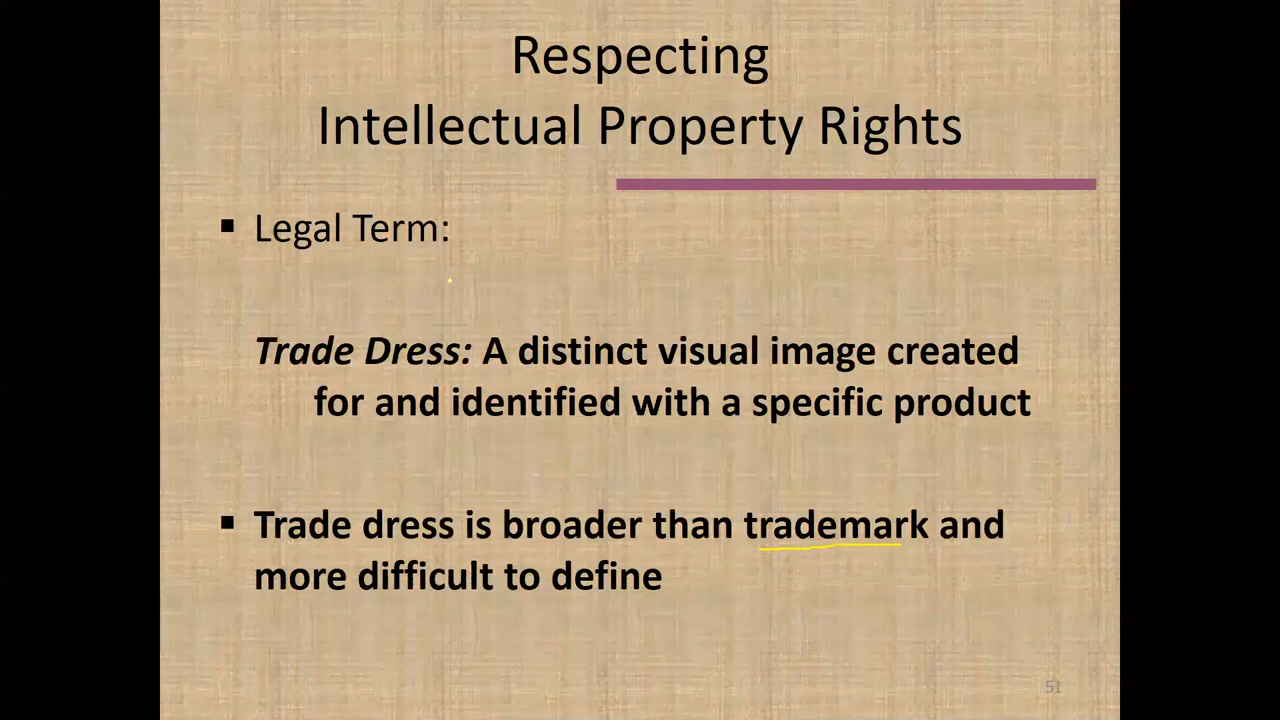 Respecting
Intellectual Property Rights
▪ Legal Term:
Trade Dress: A distinct visual image created
for and identified with a specific product
▪ Trade dress is broader than trademark and
more difficult to define
51